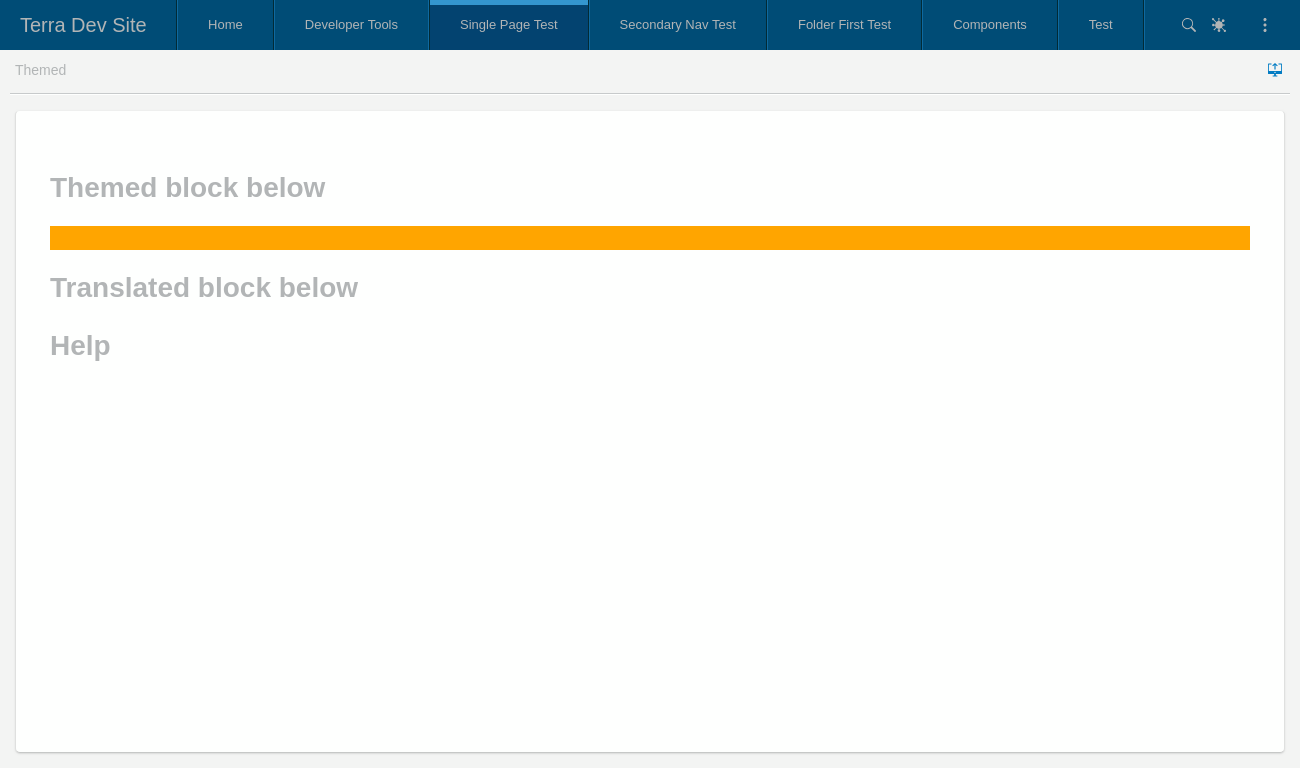 Terra Dev Site Home Developer Tools Single Page Test Secondary Nav Test Folder First Test Components Test
Themed
Themed block below
Translated block below
Help